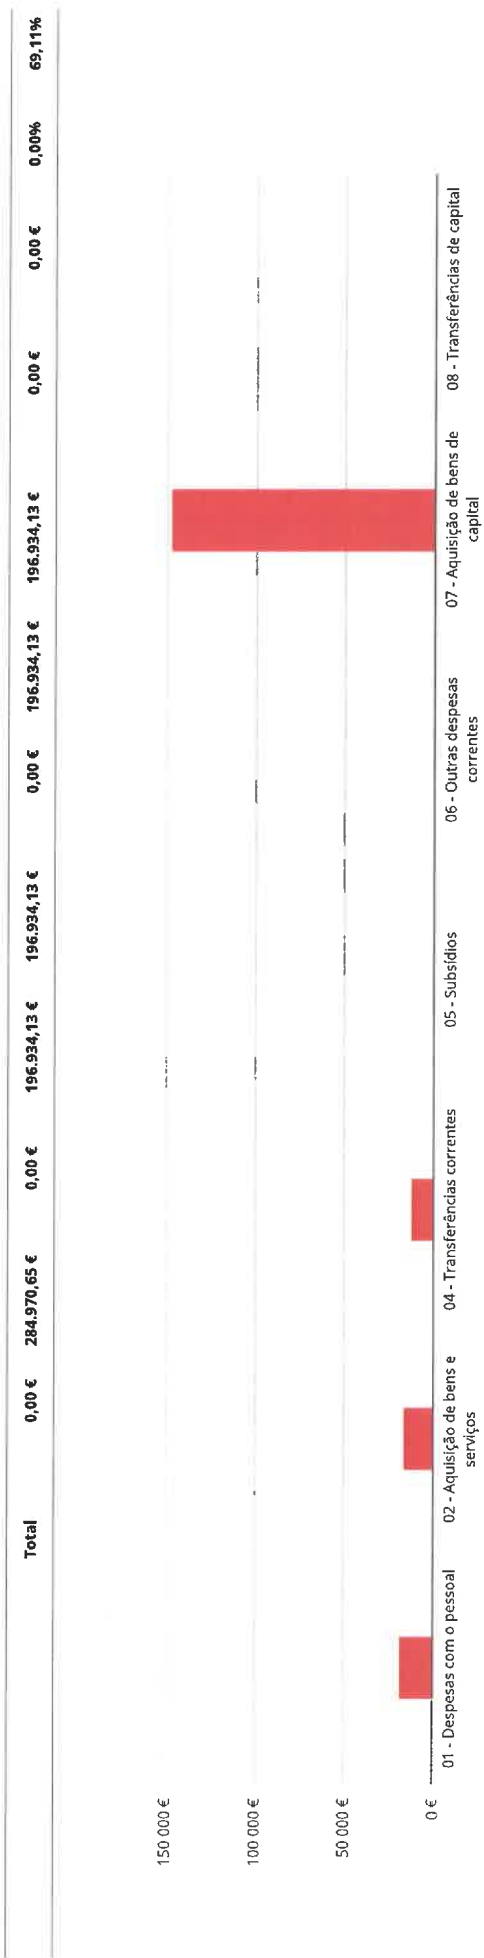 Total 0,00 € 284.970,65 € 0,00 € 196.934,13 € 196.934,13 € 0,00 € 196.934,13 € 196.934,13 € 0,00 € 0,00 € 0,00% 69,11%
150 000 €
100 000 €
50 000 €
0 €
01 - Despesas com o pessoal
02 - Aquisição de bens e
serviços
04 - Transferências correntes
05 - Subsídios
06 - Outras despesas
correntes
07 - Aquisição de bens de
capital
08 - Transferências de capital